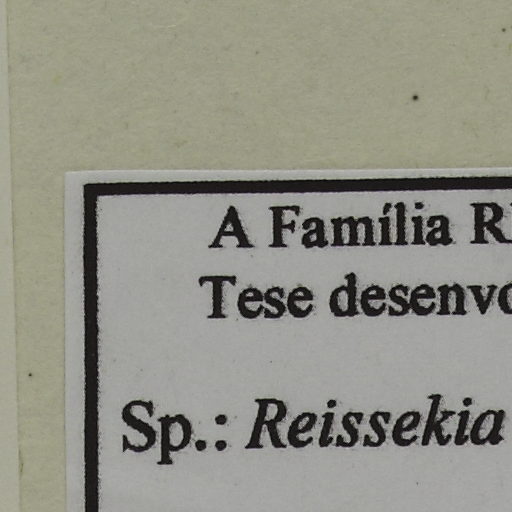 A Família R
Tese desenvo
Sp.: Reissekia